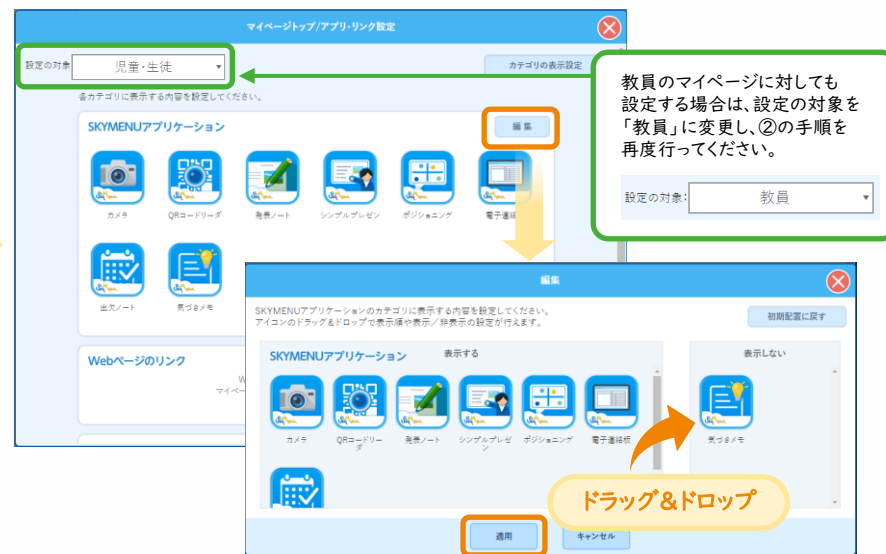 マイページトップ/アプリ・リンク設定
設定の対象
児童・生徒
カテゴリの表示設定
各カテゴリに表示する内容を設定してください。
SKYMENUアプリケーション
編集
カメラ
QRコードリーダ
発表ノート
シンプルプレゼン
ポジショニング
電子連絡
出欠ノート
気づきメモ
Webページのリンク
W
マイペー
教員のマイページに対しても
設定する場合は、設定の対象を
「教員」に変更し、②の手順を
再度行ってください。
設定の対象:
教員
編集
SKYMENUアプリケーションのカテゴリに表示する内容を設定してください。
アイコンのドラッグ&ドロップで表示順や表示／非表示の設定が行えます。
初期配置に戻す
SKYMENUアプリケーション
表示する
表示しない
カメラ
QRコードリー
ダ
発表ノート
シンプルプレゼ
ン
ポジショニング
電子連絡板
気づきメモ
ドラッグ&ドロップ
適用
キャンセル